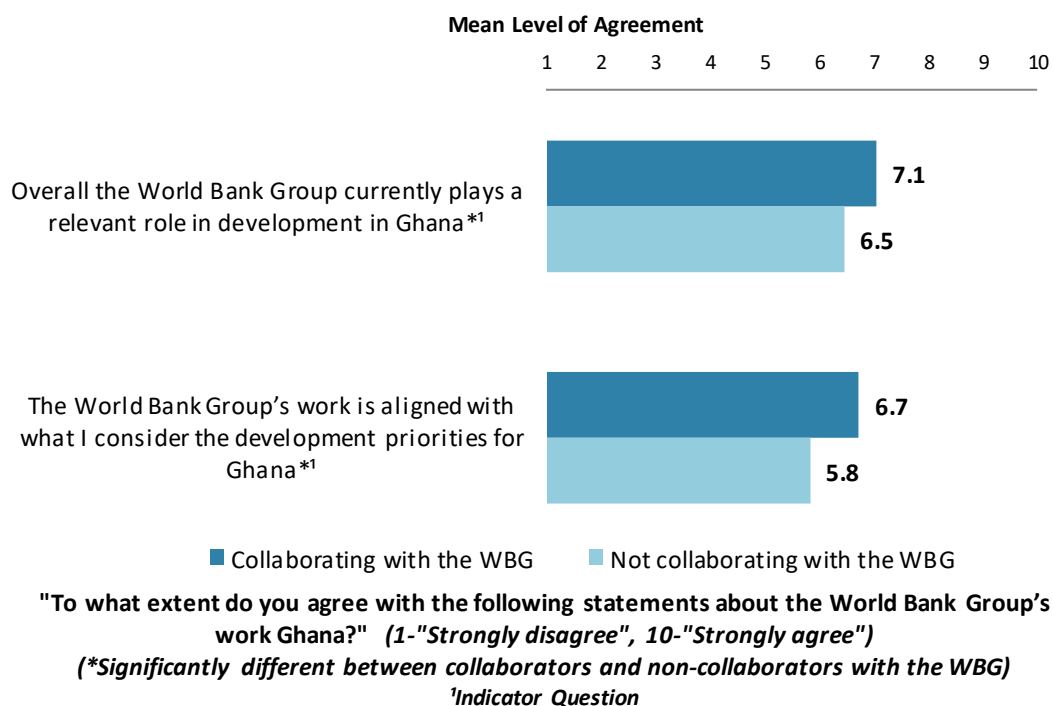 Mean Level of Agreement
1 2 3 4 5 6 7 8 9 10
Overall the World Bank Group currently plays a
relevant role in development in Ghana*¹
7.1
6.5
The World Bank Group’s work is aligned with
what I consider the development priorities for
Ghana*¹
6.7
5.8
Collaborating with the WBG Not collaborating with the WBG
"To what extent do you agree with the following statements about the World Bank Group’s
work Ghana?" (1-"Strongly disagree", 10-"Strongly agree")
(*Significantly different between collaborators and non-collaborators with the WBG)
¹Indicator Question